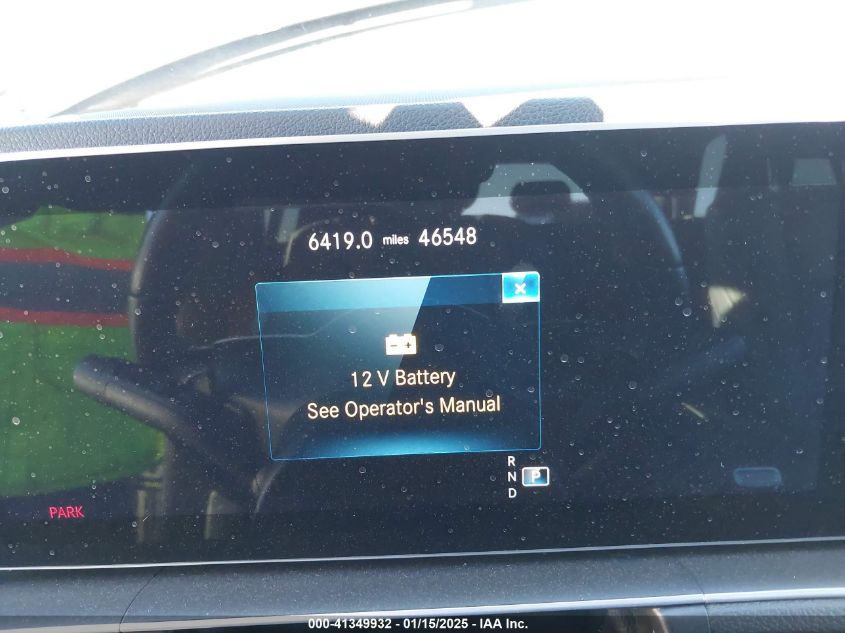 6419.0 miles 46548
12 V Battery
See Operator's Manual
R
N P
D
PARK
000-41349932 - 01/15/2025 - IAA Inc.